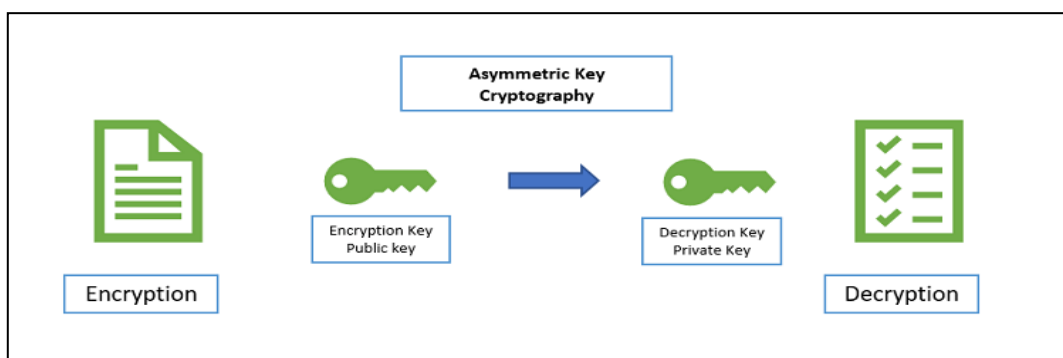 Asymmetric Key
Cryptography
Encryption Key
Public key
Decryption Key
Private Key
Encryption
Decryption